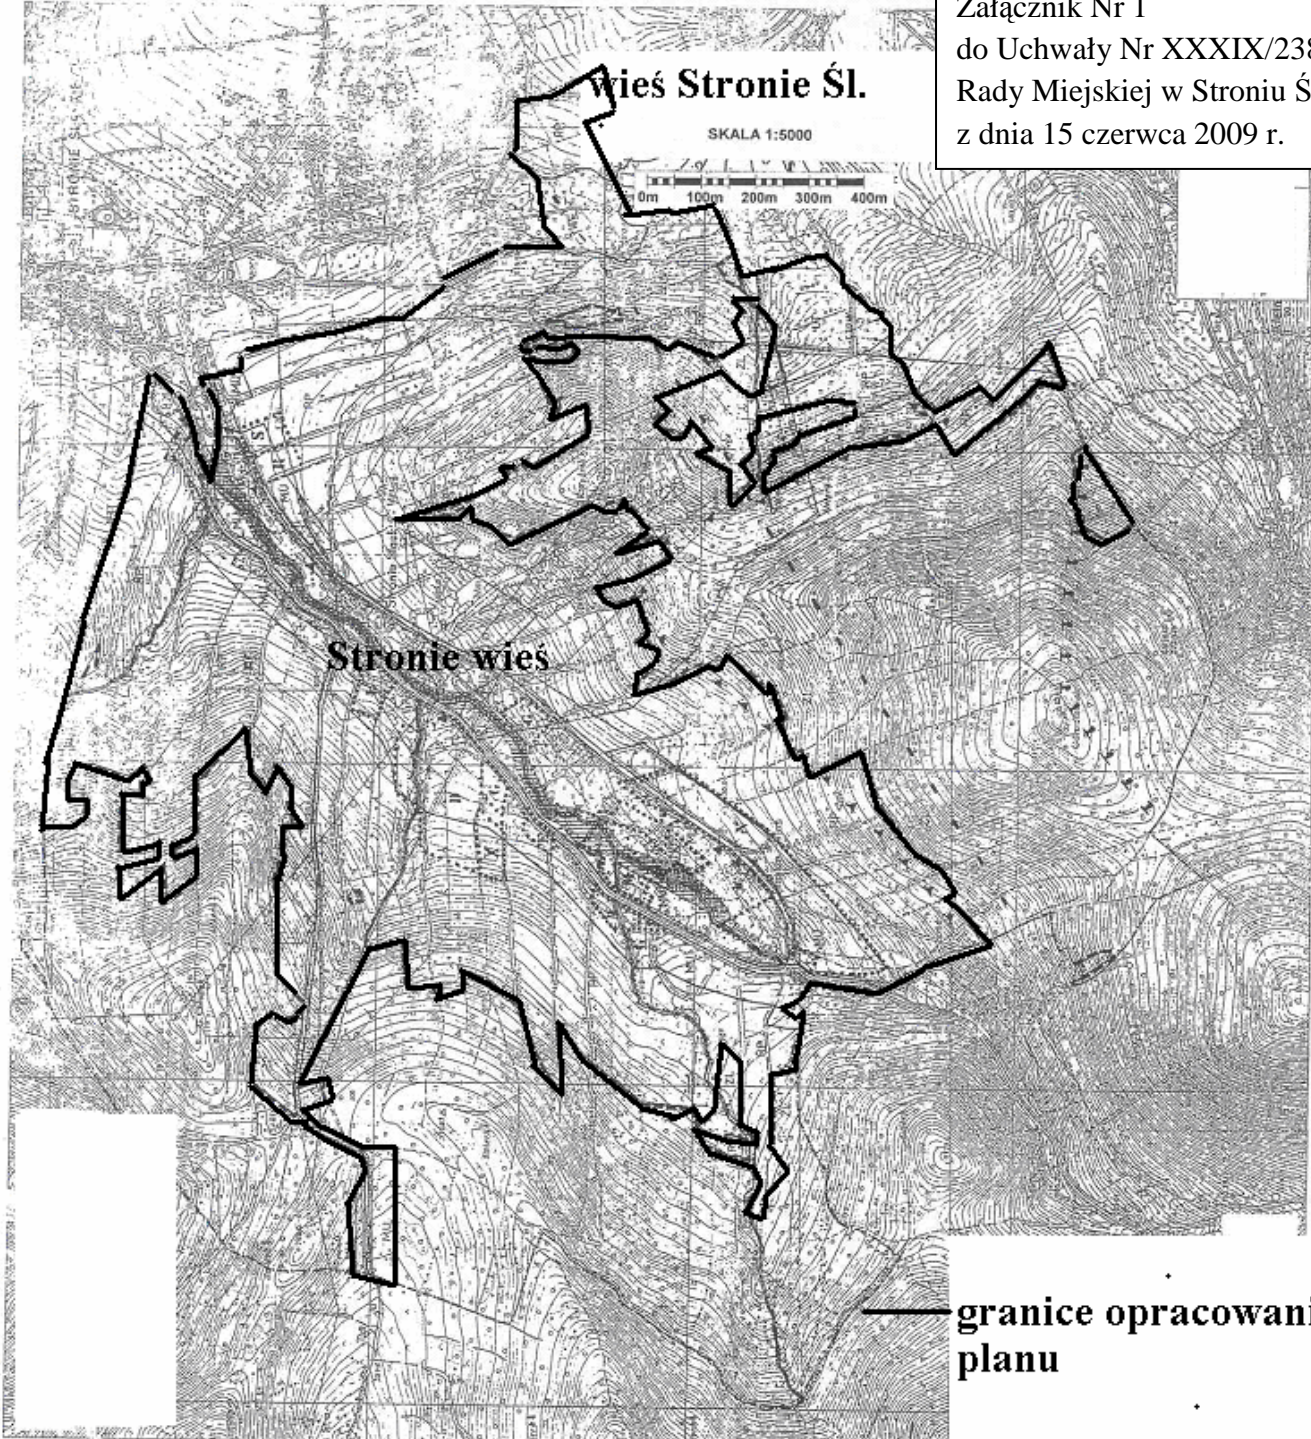 Załącznik Nr 1
do Uchwały Nr XXXIX/238
Rady Miejskiej w Stroniu Ś
z dnia 15 czerwca 2009 r.
wieś Stronie Śl.
SKALA 1:5000
0m 100m 200m 300m 400m
Stronie wieś
granice opracowani
planu